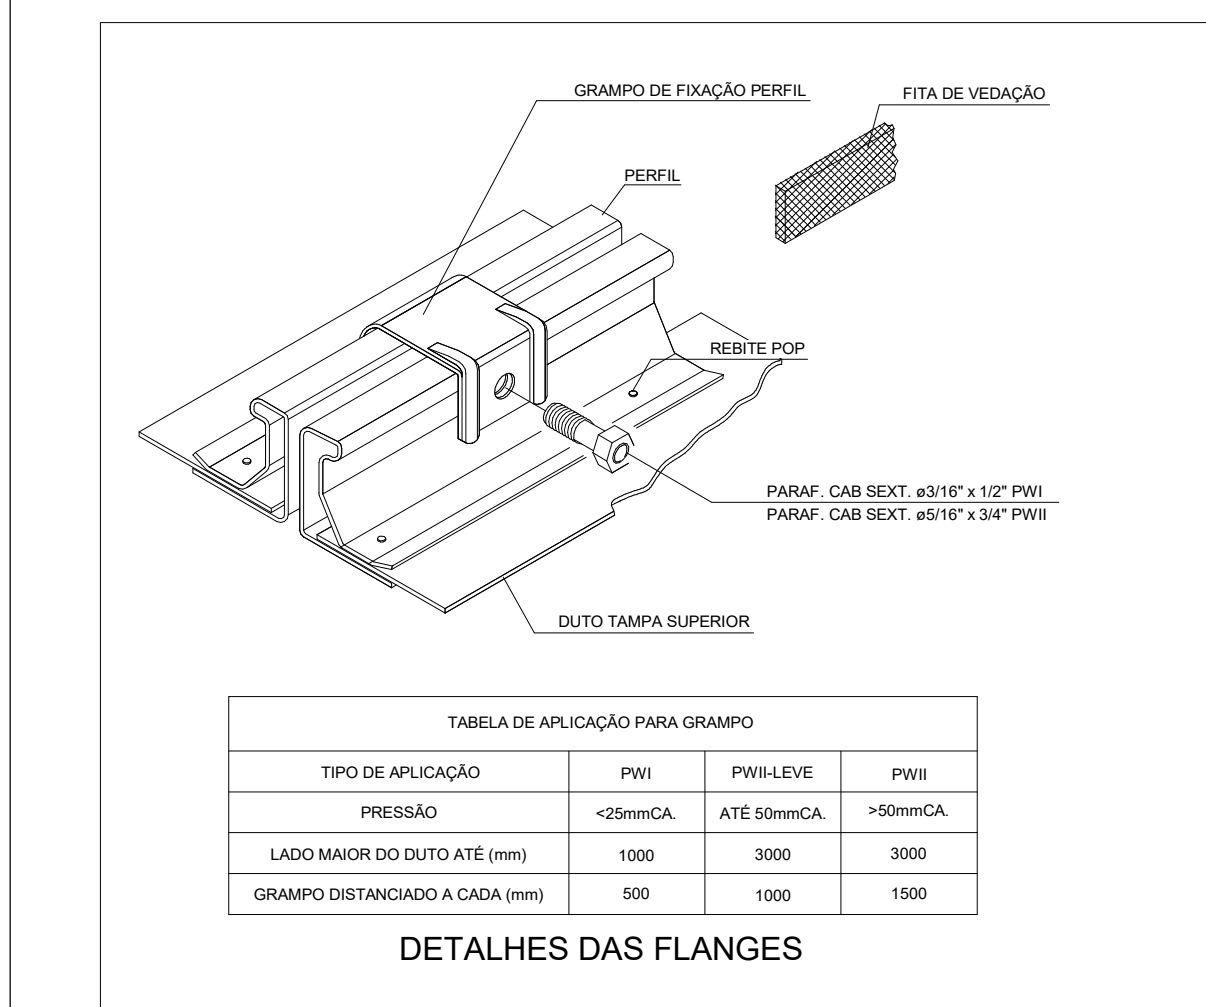 GRAMPO DE FIXAÇÃO PERFIL
FITA DE VEDAÇÃO
PERFIL
REBITE POP
PARAF. CAB SEXT. ø3/16" x 1/2" PWI
PARAF. CAB SEXT. ø5/16" x 3/4" PWII
DUTO TAMPA SUPERIOR
TABELA DE APLICAÇÃO PARA GRAMPO
TIPO DE APLICAÇÃO PWI PWII-LEVE PWII
PRESSÃO <25mmCA. ATÉ 50mmCA. >50mmCA.
LADO MAIOR DO DUTO ATÉ (mm) 1000 3000 3000
GRAMPO DISTANCIADO A CADA (mm) 500 1000 1500
DETALHES DAS FLANGES